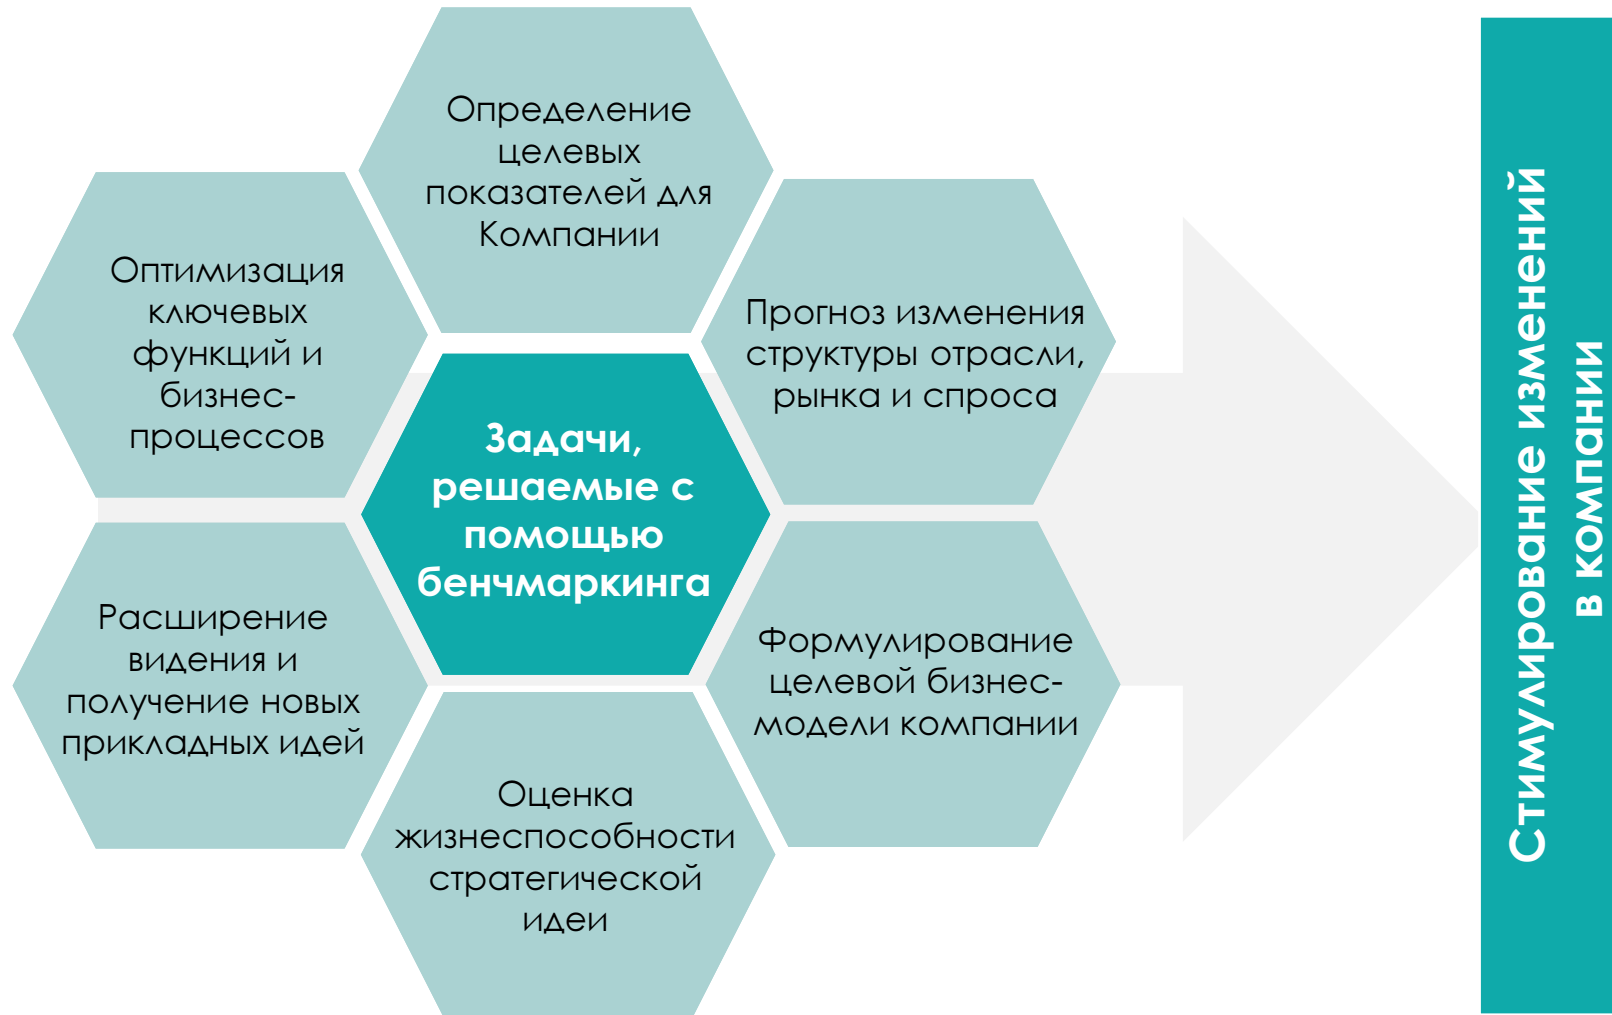 Определение
целевых
показателей для
Компании
Оптимизация
ключевых
функций и
бизнес-
процессов
Прогноз изменения
структуры отрасли,
рынка и спроса
Задачи,
решаемые с
помощью
бенчмаркинга
Расширение
видения и
получение новых
прикладных идей
Формулирование
целевой бизнес-
модели компании
Оценка
жизнеспособности
стратегической
идеи
Стимулирование изменений
в компании